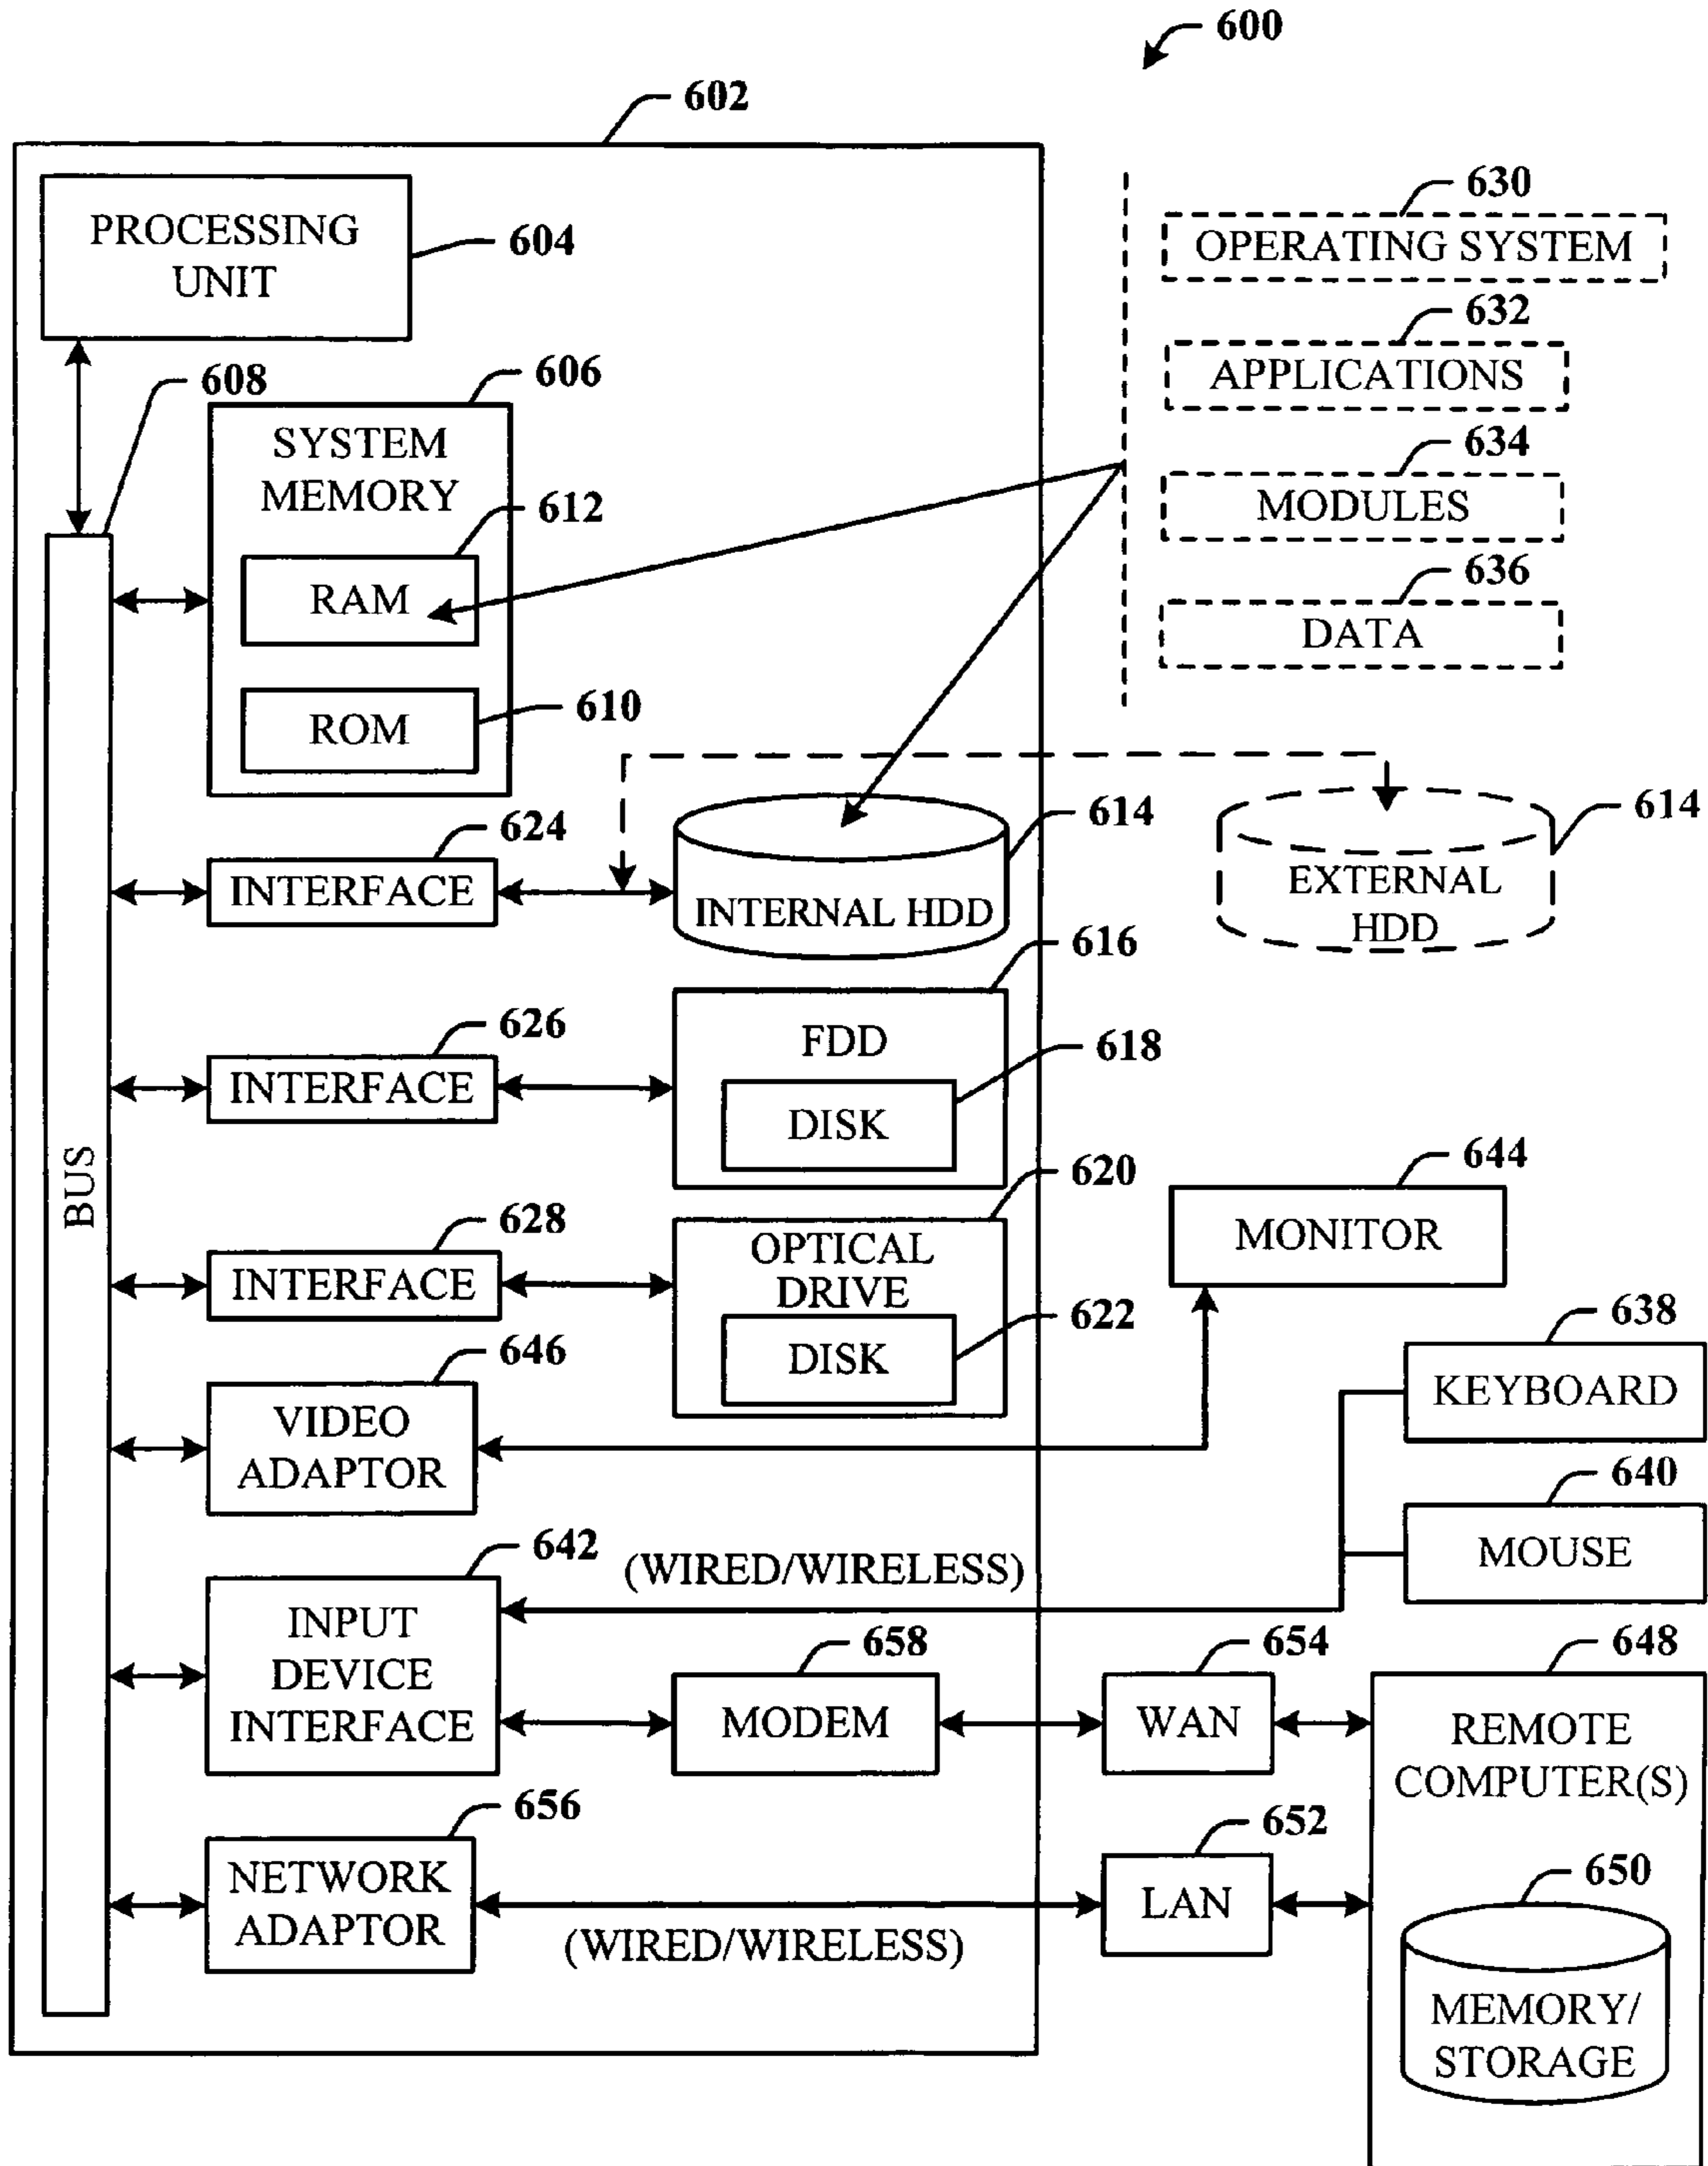 600
602
PROCESSING
UNIT
604
630
OPERATING SYSTEM
632
APPLICATIONS
634
MODULES
636
DATA
608
606
SYSTEM
MEMORY
612
RAM
610
ROM
624
INTERFACE
614
INTERNAL HDD
614
EXTERNAL
HDD
616
FDD
626
INTERFACE
618
DISK
BUS
620
OPTICAL
DRIVE
628
INTERFACE
622
DISK
644
MONITOR
638
KEYBOARD
646
VIDEO
ADAPTOR
640
MOUSE
642
INPUT
DEVICE
INTERFACE
(WIRED/WIRELESS)
658
MODEM
654
WAN
648
REMOTE
COMPUTER(S)
656
NETWORK
ADAPTOR
(WIRED/WIRELESS)
652
LAN
650
MEMORY/
STORAGE